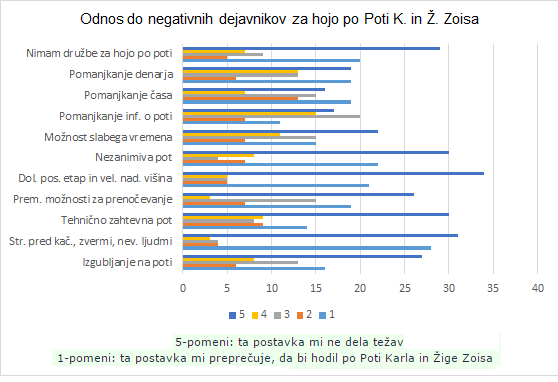 Odnos do negativnih dejavnikov za hojo po Poti K. in Ž. Zoisa
Nimam družbe za hojo po poti
Pomanjkanje denarja
Pomanjkanje časa
Pomanjkanje inf. o poti
Možnost slabega vremena
Nezanimiva pot
Dol. pos. etap in vel. nad. višina
Prem. možnosti za prenočevanje
Tehnično zahtevna pot
Str. pred kač., zvermi, nev. ljudmi
Izgubljanje na poti
0 5 10 15 20 25 30 35 40
5 4 3 2 1
5-pomeni: ta postavka mi ne dela težav
1-pomeni: ta postavka mi preprečuje, da bi hodil po Poti Karla in Žige Zoisa